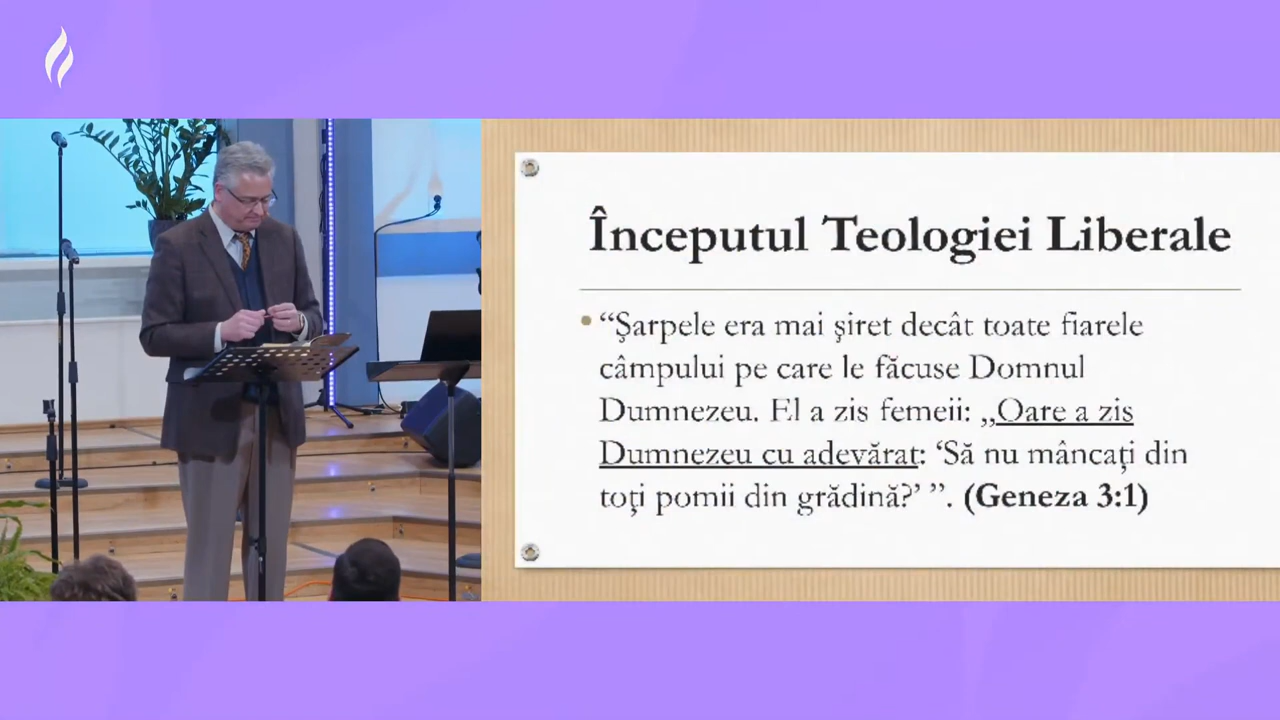 Începutul Teologiei Liberale
• “Şarpele era mai şiret decât toate fiarele
câmpului pe care le făcuse Domnul
Dumnezeu. El a zis femeii: „Oare a zis
Dumnezeu cu adevărat: ‘Să nu mâncaţi din
toţi pomii din grădină?’ ”. (Geneza 3:1)